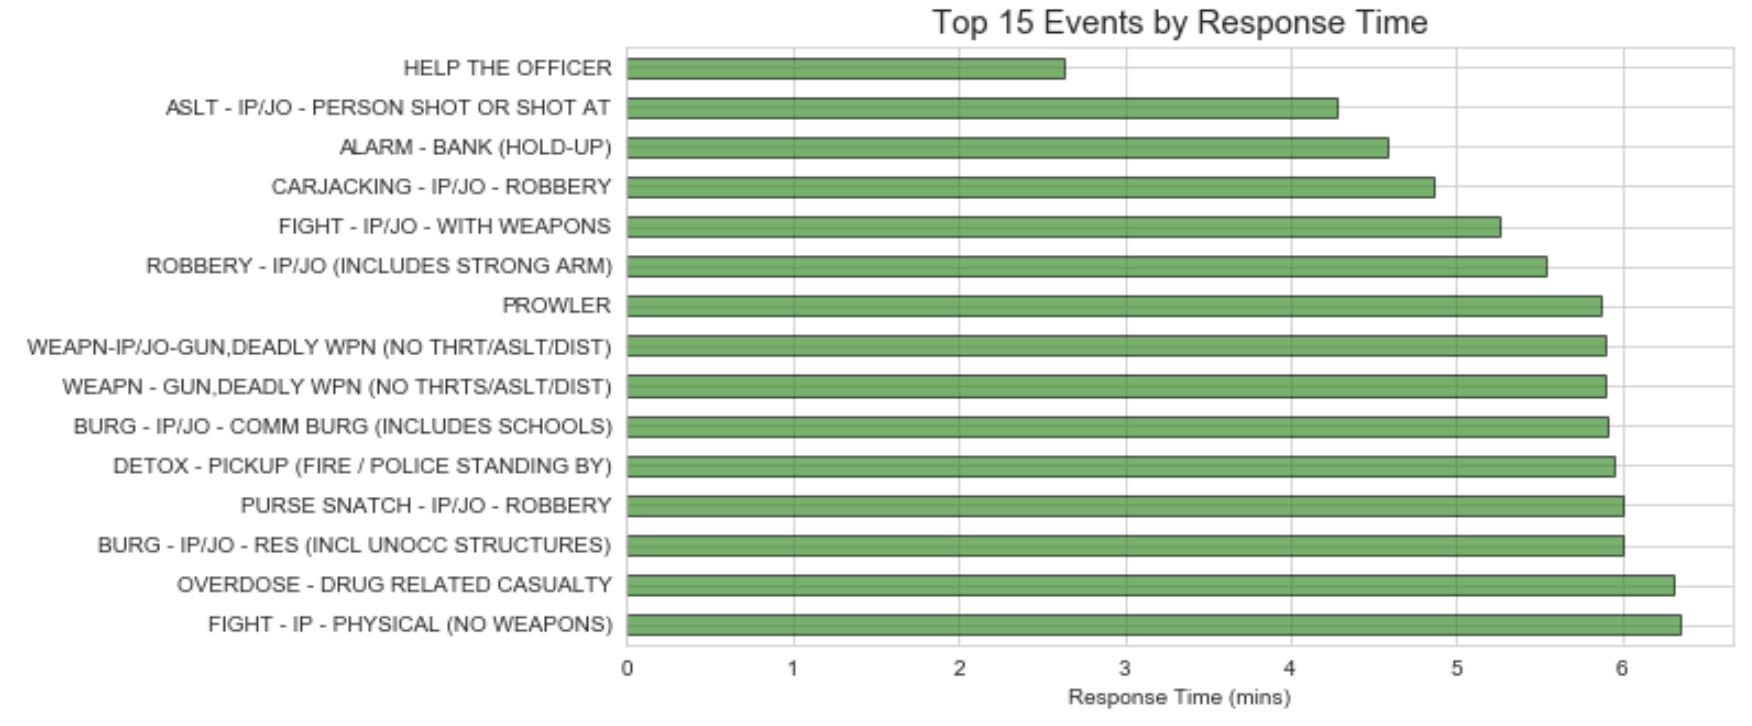 Top 15 Events by Response Time
HELP THE OFFICER
ASLT - IP/JO - PERSON SHOT OR SHOT AT
ALARM - BANK (HOLD-UP)
CARJACKING - IP/JO - ROBBERY
FIGHT - IP/JO - WITH WEAPONS
ROBBERY - IP/JO (INCLUDES STRONG ARM)
PROWLER
WEAPN-IP/JO-GUN,DEADLY WPN (NO THRT/ASLT/DIST)
WEAPN - GUN,DEADLY WPN (NO THRTS/ASLT/DIST)
BURG - IP/JO - COMM BURG (INCLUDES SCHOOLS)
DETOX - PICKUP (FIRE / POLICE STANDING BY)
PURSE SNATCH - IP/JO - ROBBERY
BURG - IP/JO - RES (INCL UNOCC STRUCTURES)
OVERDOSE - DRUG RELATED CASUALTY
FIGHT - IP - PHYSICAL (NO WEAPONS)
0 1 2 3 4 5 6
Response Time (mins)